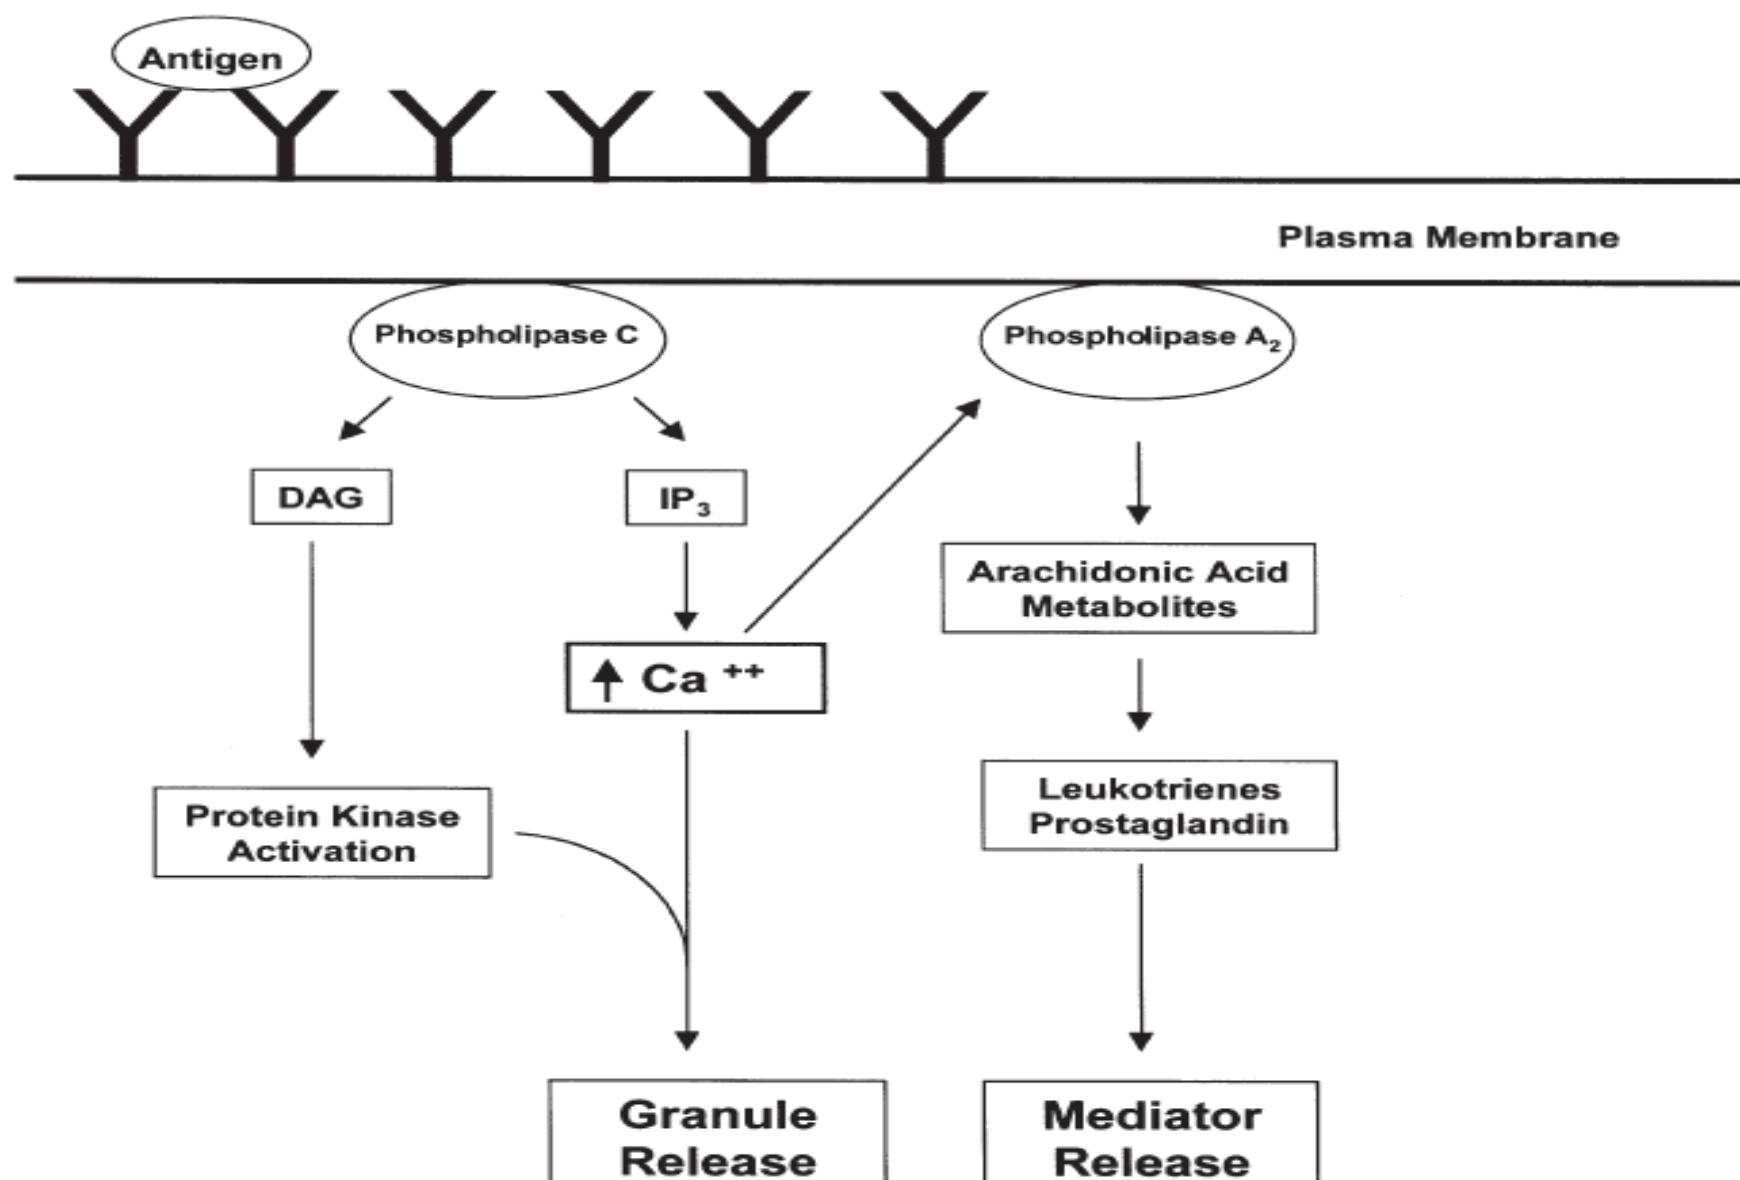 Antigen
Plasma Membrane
Phospholipase C
Phospholipase A₂
DAG
IP₃
Arachidonic Acid
Metabolites
Ca ⁺⁺
Leukotrienes
Prostaglandin
Protein Kinase
Activation
Granule
Release
Mediator
Release